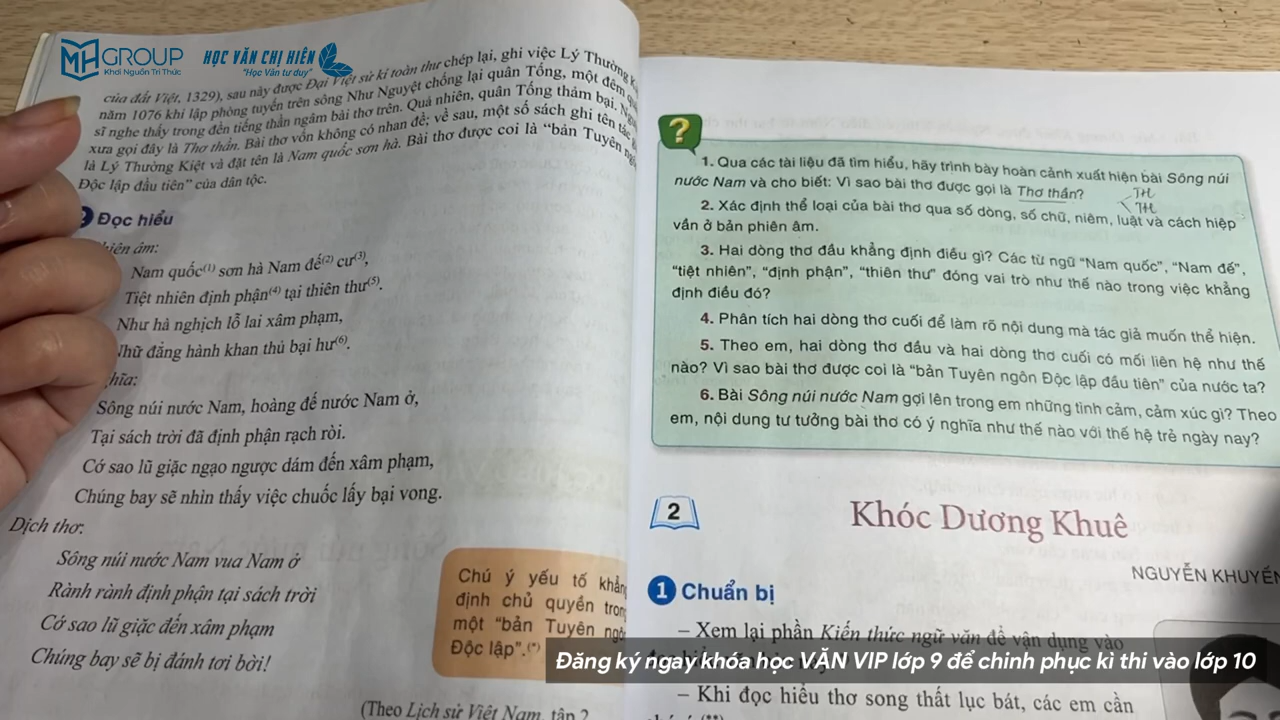 MH GROUP
Khơi Nguồn Tri Thức
HỌC VĂN CHỊ HIÊN
"Học Văn tư duy"
của đất Việt, 1329), sau này được Đại Việt sử kí toàn thư chép lại, ghi việc Lý Thường
năm 1076 khi lập phòng tuyến trên sông Như Nguyệt chống lại quân Tống, một đêm
sĩ nghe thấy trong đền tiếng thần ngâm bài thơ trên. Quả nhiên, quân Tống thảm bại.
xưa gọi đây là Thơ thần. Bài thơ vốn không có nhan đề; về sau, một số sách ghi tên tác
là Lý Thường Kiệt và đặt tên là Nam quốc sơn hà. Bài thơ được coi là "bản Tuyên
Độc lập đầu tiên" của dân tộc.
Đọc hiểu
âm:
Nam quốc(1) sơn hà Nam đế(2) cư(3),
Tiệt nhiên định phận(4) tại thiên thư(5).
Như hà nghịch lỗ lai xâm phạm,
Nhữ đẳng hành khan thủ bại hư(6).
Sông núi nước Nam, hoàng đế nước Nam ở,
Tại sách trời đã định phận rạch ròi.
Cớ sao lũ giặc ngạo ngược dám đến xâm phạm,
Chúng bay sẽ nhìn thấy việc chuốc lấy bại vong.
Dịch thơ:
Sông núi nước Nam vua Nam ở
Rành rành định phận tại sách trời
Cớ sao lũ giặc đến xâm phạm
Chúng bay sẽ bị đánh tơi bời!
Chú ý yếu tố khẳng
định chủ quyền trong
một "bản Tuyên ngôn
Độc lập".(*)
(Theo Lịch sử Việt Nam, tập 2
?
1. Qua các tài liệu đã tìm hiểu, hãy trình bày hoàn cảnh xuất hiện bài Sông núi
nước Nam và cho biết: Vì sao bài thơ được gọi là Thơ thần?
TH
TH
2. Xác định thể loại của bài thơ qua số dòng, số chữ, niêm, luật và cách hiệp
vần ở bản phiên âm.
3. Hai dòng thơ đầu khẳng định điều gì? Các từ ngữ "Nam quốc", "Nam đế",
"tiệt nhiên", "định phận", "thiên thư" đóng vai trò như thế nào trong việc khẳng
định điều đó?
4. Phân tích hai dòng thơ cuối để làm rõ nội dung mà tác giả muốn thể hiện.
5. Theo em, hai dòng thơ đầu và hai dòng thơ cuối có mối liên hệ như thế
nào? Vì sao bài thơ được coi là "bản Tuyên ngôn Độc lập đầu tiên" của nước ta?
6. Bài Sông núi nước Nam gợi lên trong em những tình cảm, cảm xúc gì? Theo
em, nội dung tư tưởng bài thơ có ý nghĩa như thế nào với thế hệ trẻ ngày nay?
2
Khóc Dương Khuê
NGUYỄN KHUYẾN
1 Chuẩn bị
– Xem lại phần Kiến thức ngữ văn để vận dụng vào
Đăng ký ngay khóa học VĂN VIP lớp 9 để chinh phục kì thi vào lớp 10
– Khi đọc hiểu thơ song thất lục bát, các em cần